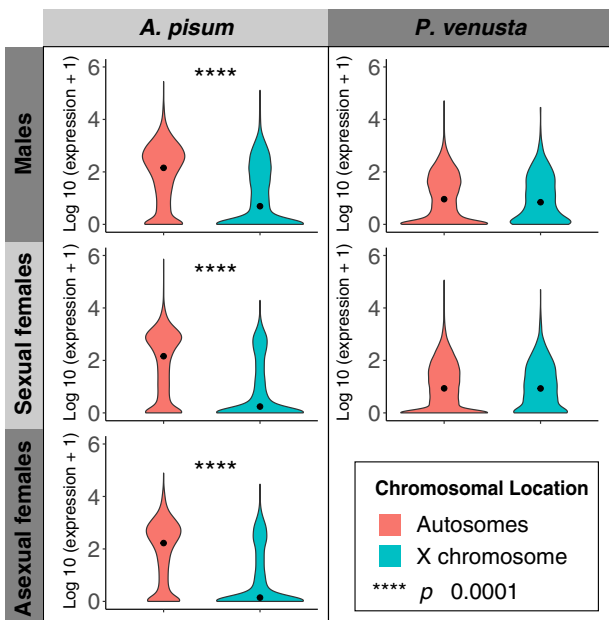 A. pisum
P. venusta
Males
Log 10 (expression + 1)
6
4
2
0
****
Log 10 (expression + 1)
6
4
2
0
Sexual females
Log 10 (expression + 1)
6
4
2
0
****
Log 10 (expression + 1)
6
4
2
0
Asexual females
Log 10 (expression + 1)
6
4
2
0
****
Chromosomal Location
Autosomes
X chromosome
**** p 0.0001